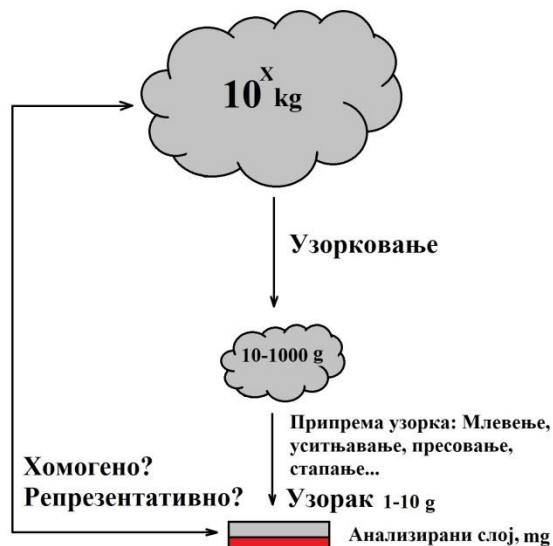 10^X kg
Узорковање
10-1000 g
Припрема узорка: Млевење,
уситњавање, пресовање,
стапање...
Хомогено?
Репрезентативно?
Узорак 1-10 g
Анализирани слој, mg